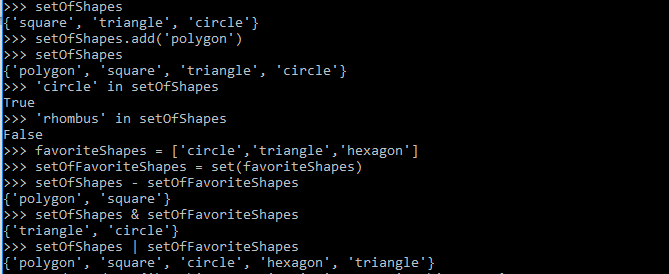 >>> setOfShapes
{'square', 'triangle', 'circle'}
>>> setOfShapes.add('polygon')
>>> setOfShapes
{'polygon', 'square', 'triangle', 'circle'}
>>> 'circle' in setOfShapes
True
>>> 'rhombus' in setOfShapes
False
>>> favoriteShapes = ['circle','triangle','hexagon']
>>> setOfFavoriteShapes = set(favoriteShapes)
>>> setOfShapes - setOfFavoriteShapes
{'polygon', 'square'}
>>> setOfShapes & setOfFavoriteShapes
{'triangle', 'circle'}
>>> setOfShapes | setOfFavoriteShapes
{'polygon', 'square', 'circle', 'hexagon', 'triangle'}